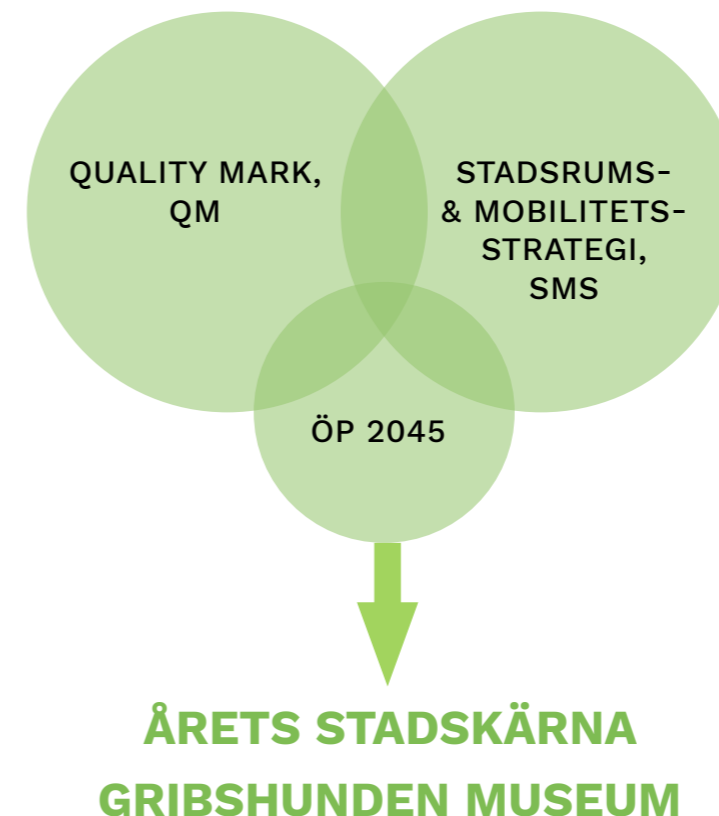 QUALITY MARK,
QM
STADSRUMS-
& MOBILITETS-
STRATEGI,
SMS
ÖP 2045
ÅRETS STADSKÄRNA
GRIBSHUNDEN MUSEUM